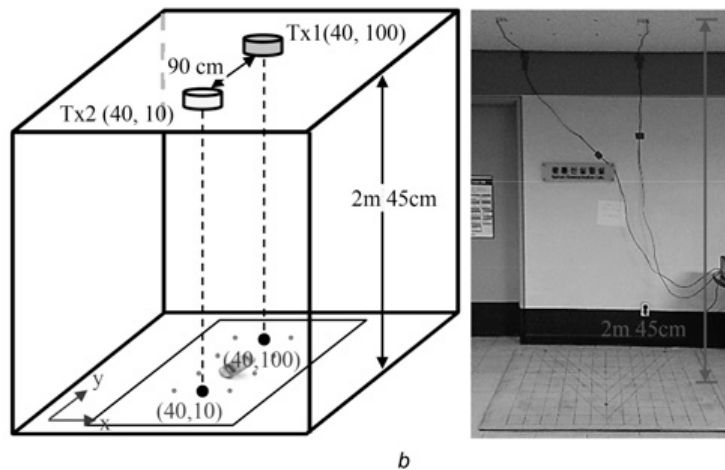 Tx1(40, 100)
90 cm
Tx2 (40, 10)
2m 45cm
(40,100)
(40,10)
y
x
2m 45cm
b